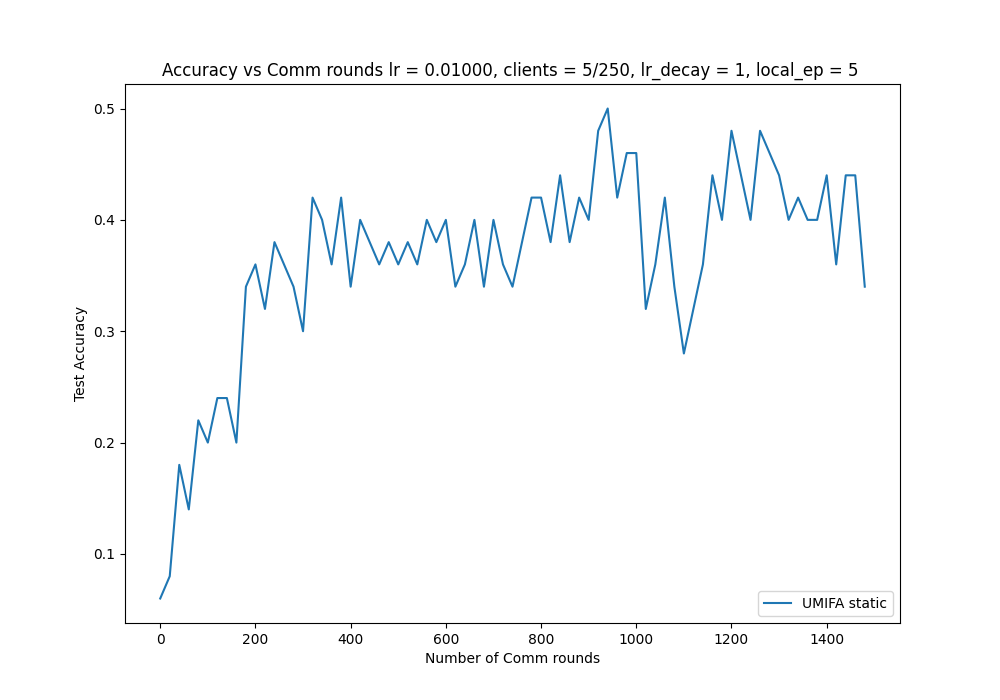 Accuracy vs Comm rounds lr = 0.01000, clients = 5/250, lr_decay = 1, local_ep = 5
Test Accuracy
0.5
0.4
0.3
0.2
0.1
UMIFA static
0 200 400 600 800 1000 1200 1400
Number of Comm rounds